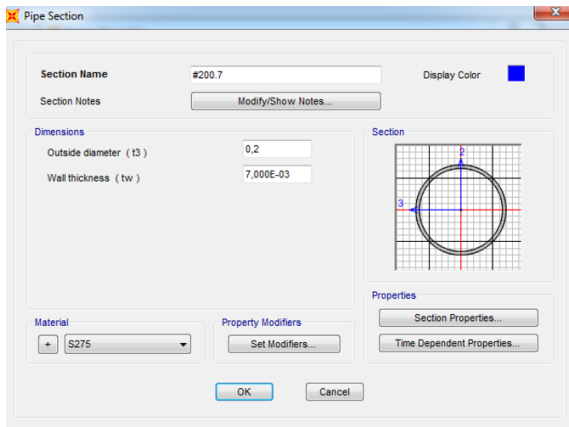 Pipe Section
Section Name
#200.7
Display Color
Section Notes
Modify/Show Notes...
Dimensions
Outside diameter ( t3 )
0,2
Wall thickness ( tw )
7,000E-03
Section
2
3
Properties
Section Properties...
Time Dependent Properties...
Material
+
S275
Property Modifiers
Set Modifiers...
OK
Cancel